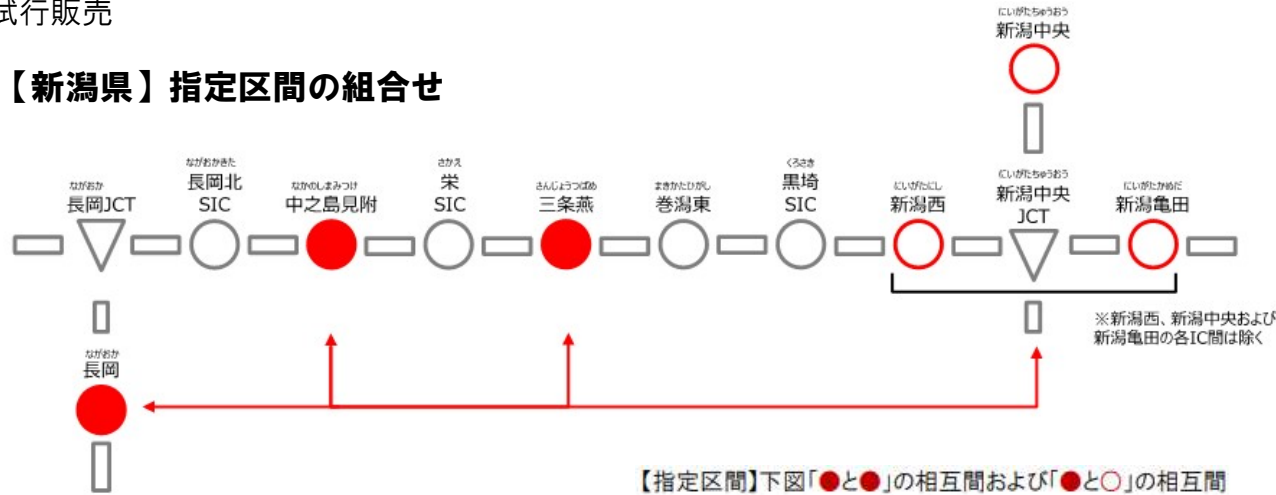 試行販売
【新潟県】指定区間の組合せ
にいがたちゅうおう
新潟中央
ながおか
長岡JCT
ながおかきた
長岡北
SIC
なかのしまみつけ
中之島見附
さかえ
栄
SIC
さんじょうつばめ
三条燕
まきかたひがし
巻潟東
くろさき
黒埼
SIC
にいがたにし
新潟西
にいがたちゅうおう
新潟中央
JCT
にいがたかめだ
新潟亀田
※新潟西、新潟中央および
新潟亀田の各IC間は除く
ながおか
長岡
【指定区間】下図「●と●」の相互間および「●と○」の相互間